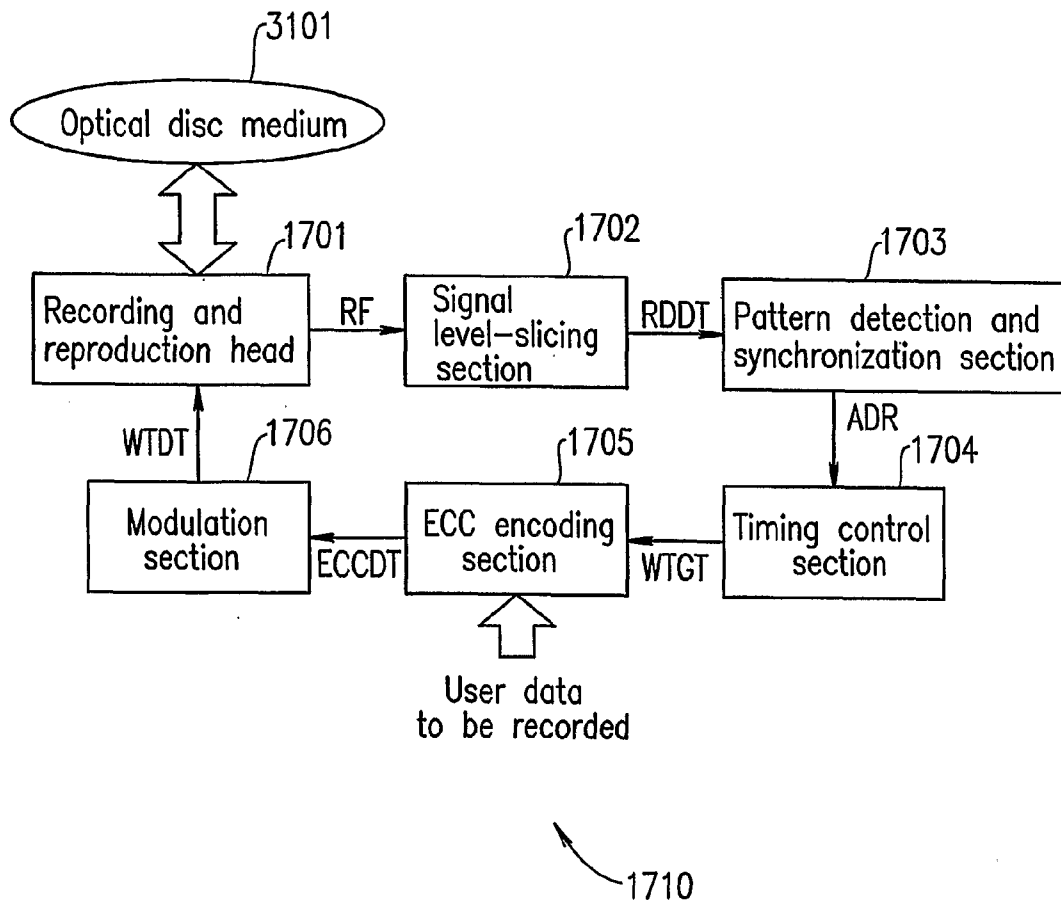 3101
Optical disc medium
1701
1702
1703
Recording and
reproduction head
RF
Signal
level-slicing
section
RDDT
Pattern detection and
synchronization section
WTDT
1706
1705
ADR
1704
Modulation
section
ECCDT
ECC encoding
section
WTGT
Timing control
section
User data
to be recorded
1710